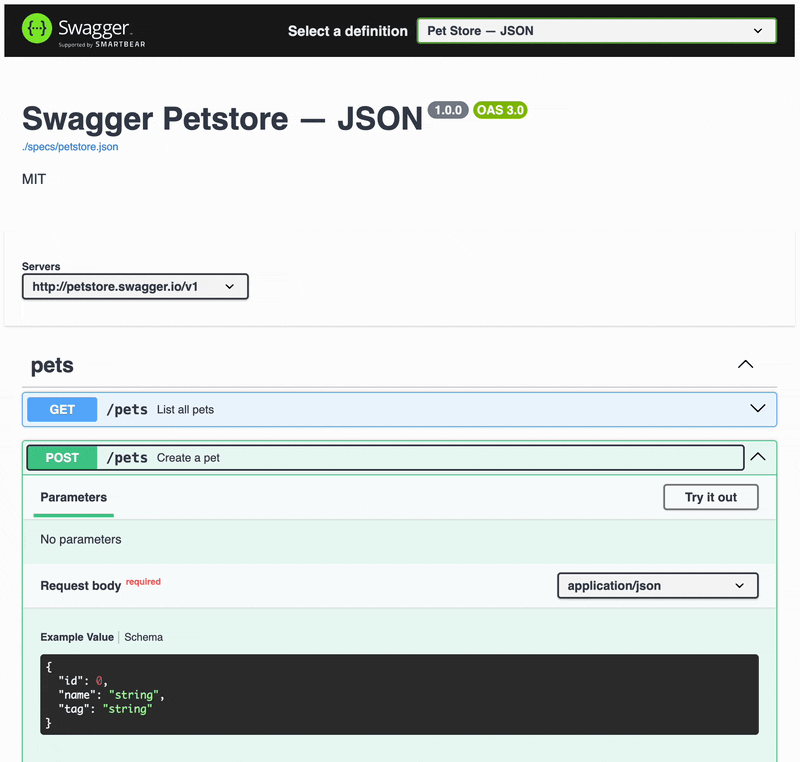 Swagger
Supported by SMARTBEAR
Select a definition
Pet Store — JSON
Swagger Petstore — JSON 1.0.0 OAS 3.0
./specs/petstore.json
MIT
Servers
http://petstore.swagger.io/v1
pets
GET /pets List all pets
POST /pets Create a pet
Parameters
Try it out
No parameters
Request body required
application/json
Example Value | Schema
{
"id": 0,
"name": "string",
"tag": "string"
}